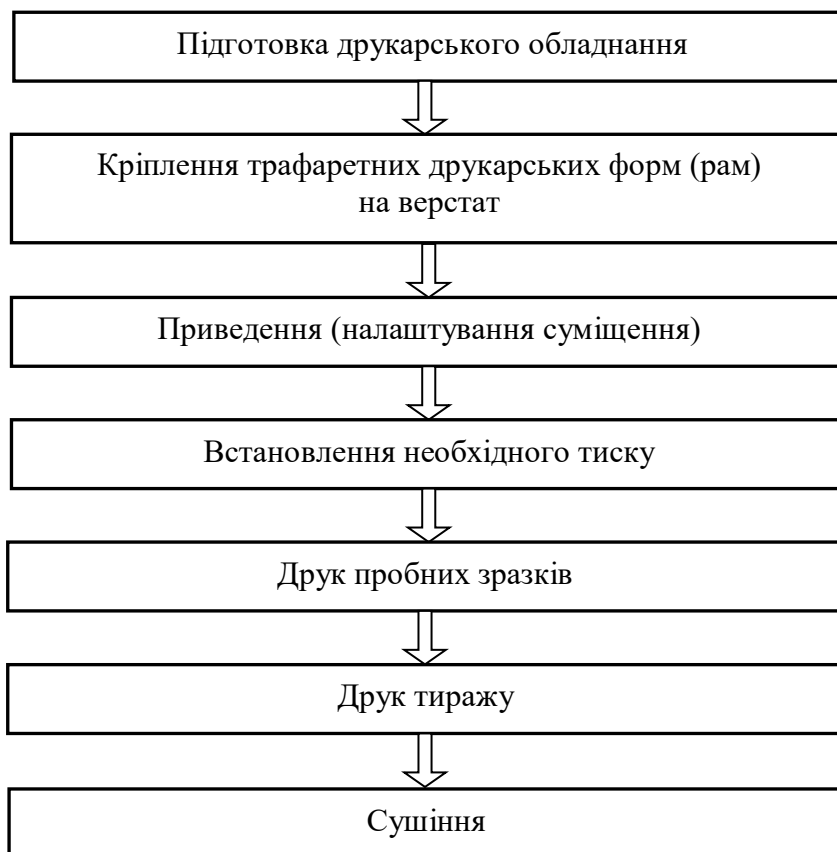 Підготовка друкарського обладнання
Кріплення трафаретних друкарських форм (рам)
на верстат
Приведення (налаштування суміщення)
Встановлення необхідного тиску
Друк пробних зразків
Друк тиражу
Сушіння